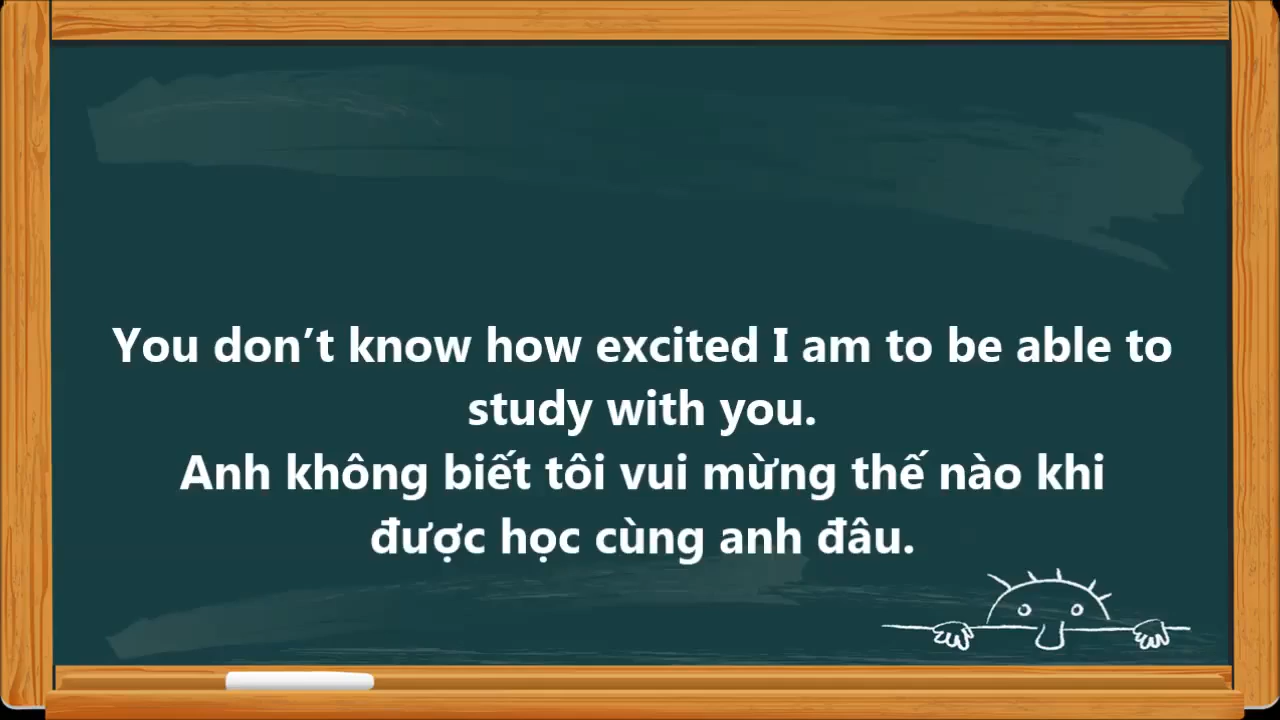 You don’t know how excited I am to be able to
study with you.
Anh không biết tôi vui mừng thế nào khi
được học cùng anh đâu.